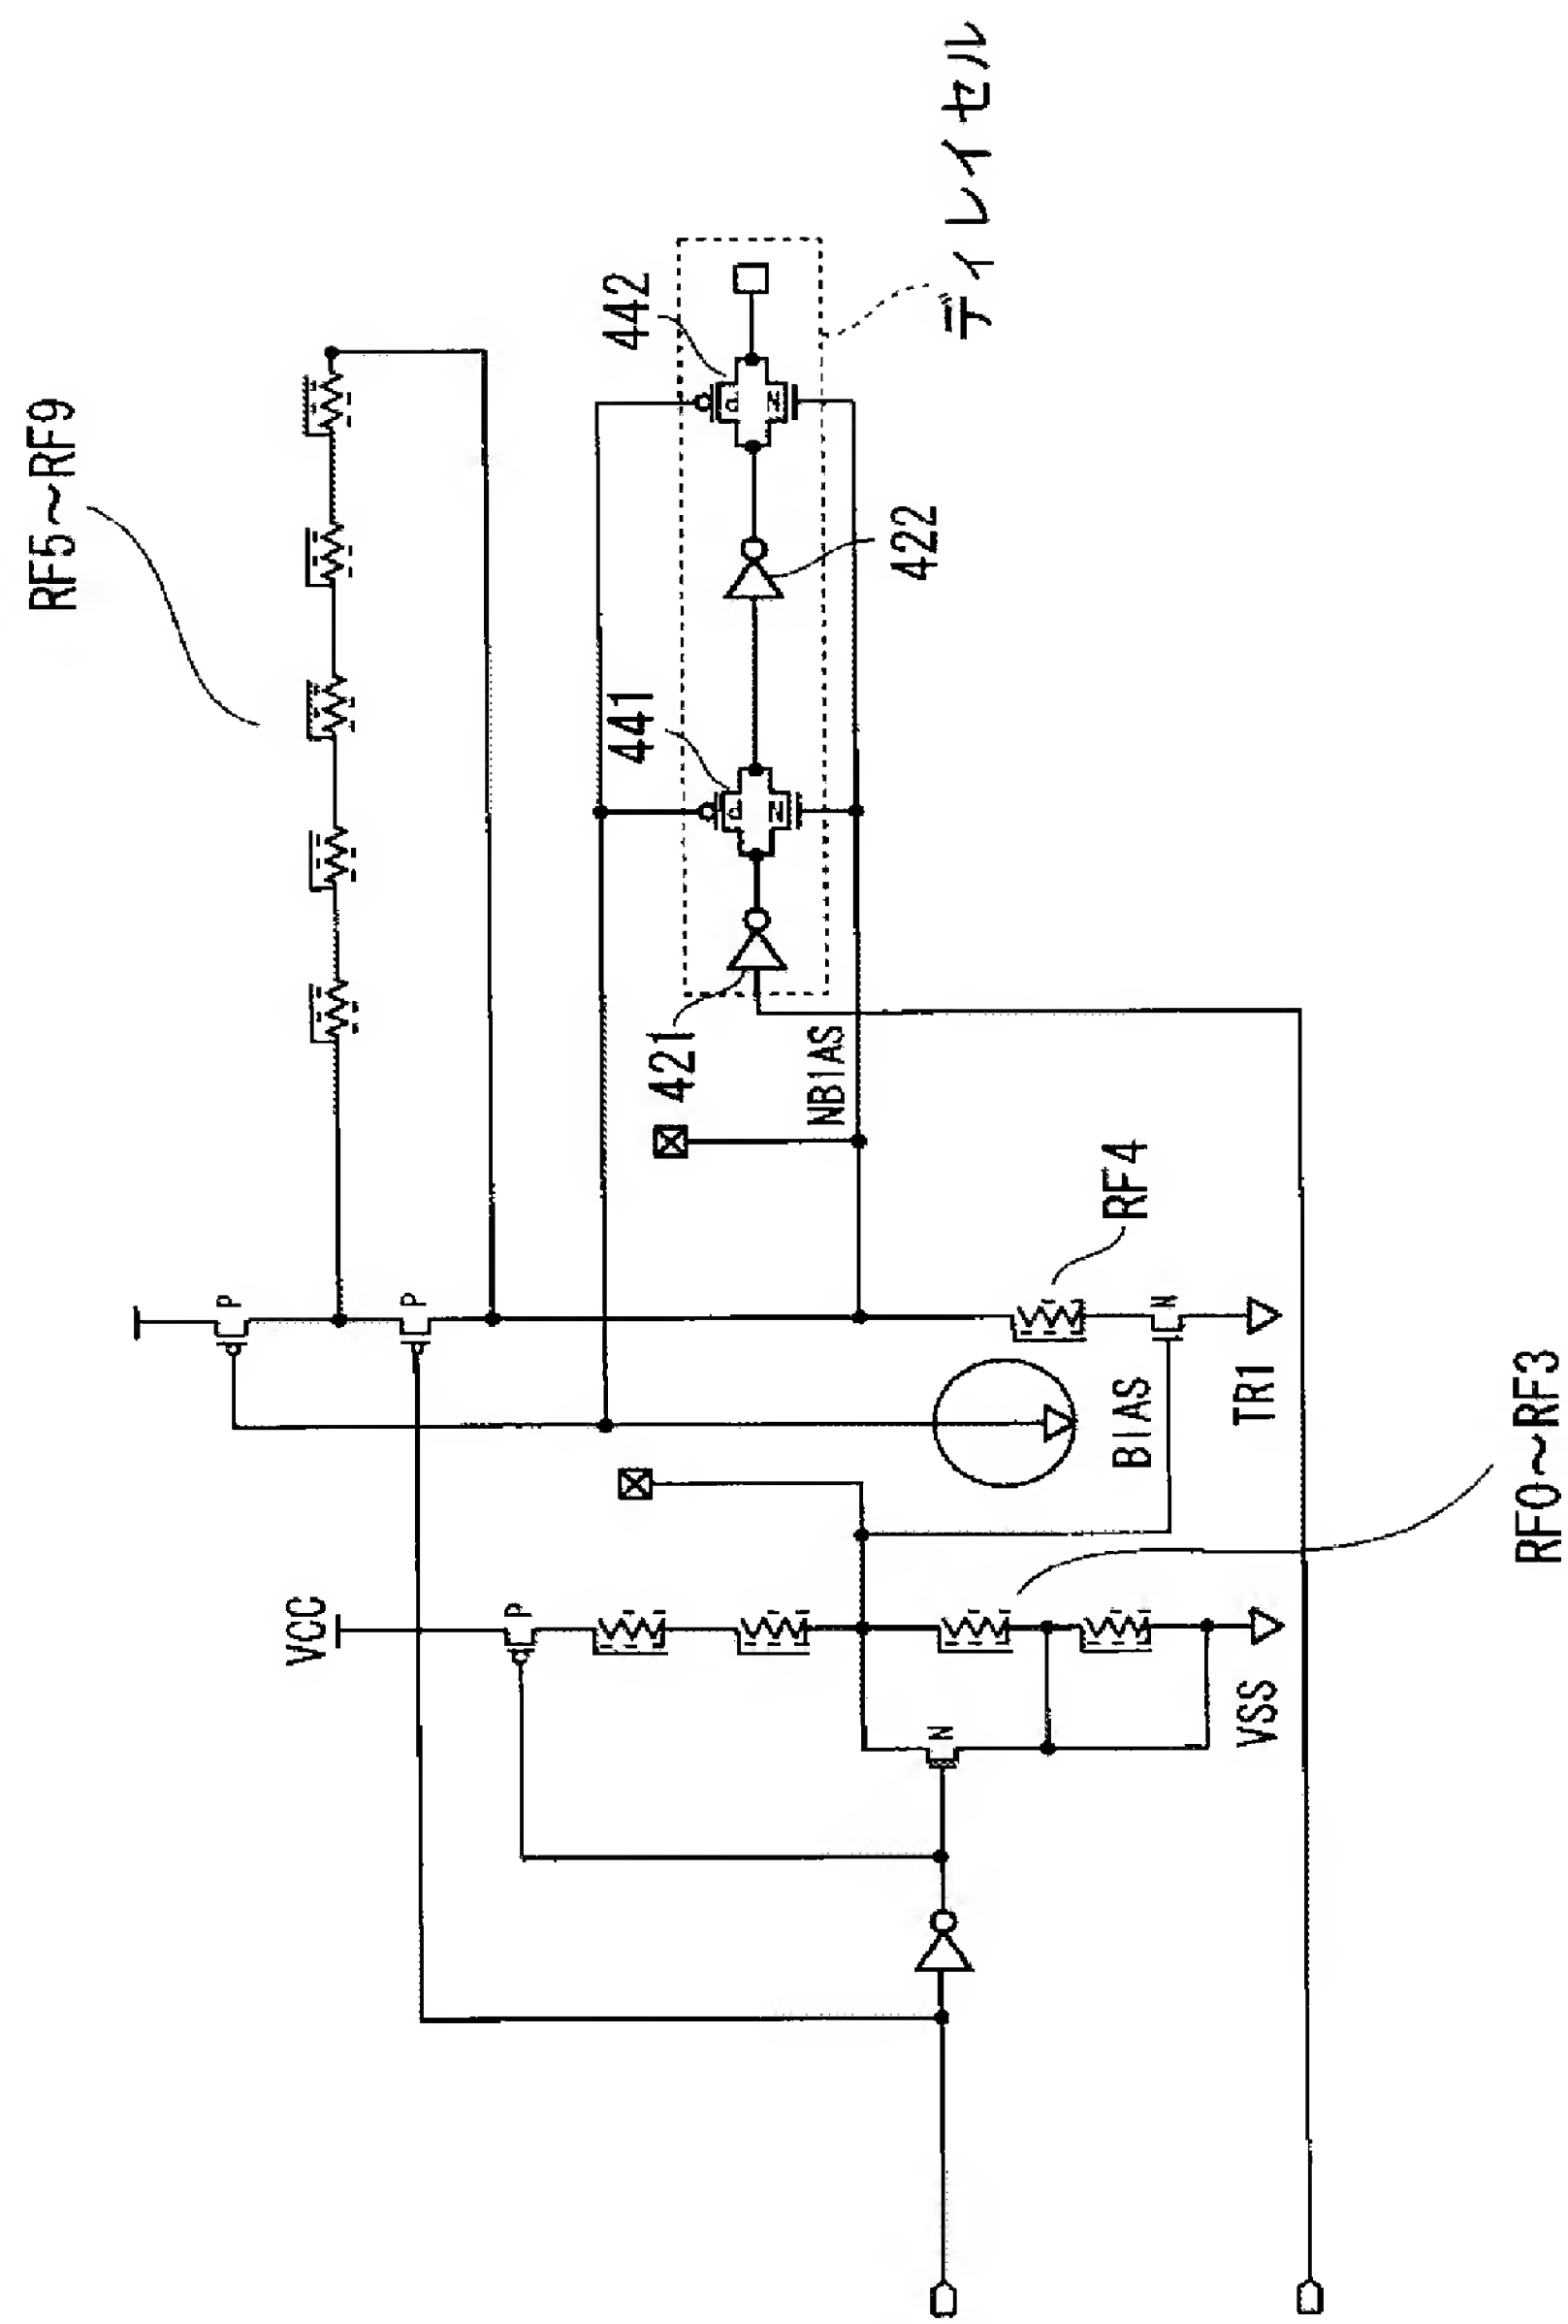 RF5~RF9
442
441
422
421
ディレイセル
NBIAS
P
P
P
N
P
N
RF4
N
BIAS
TR1
VCC
P
N
VSS
RF0~RF3